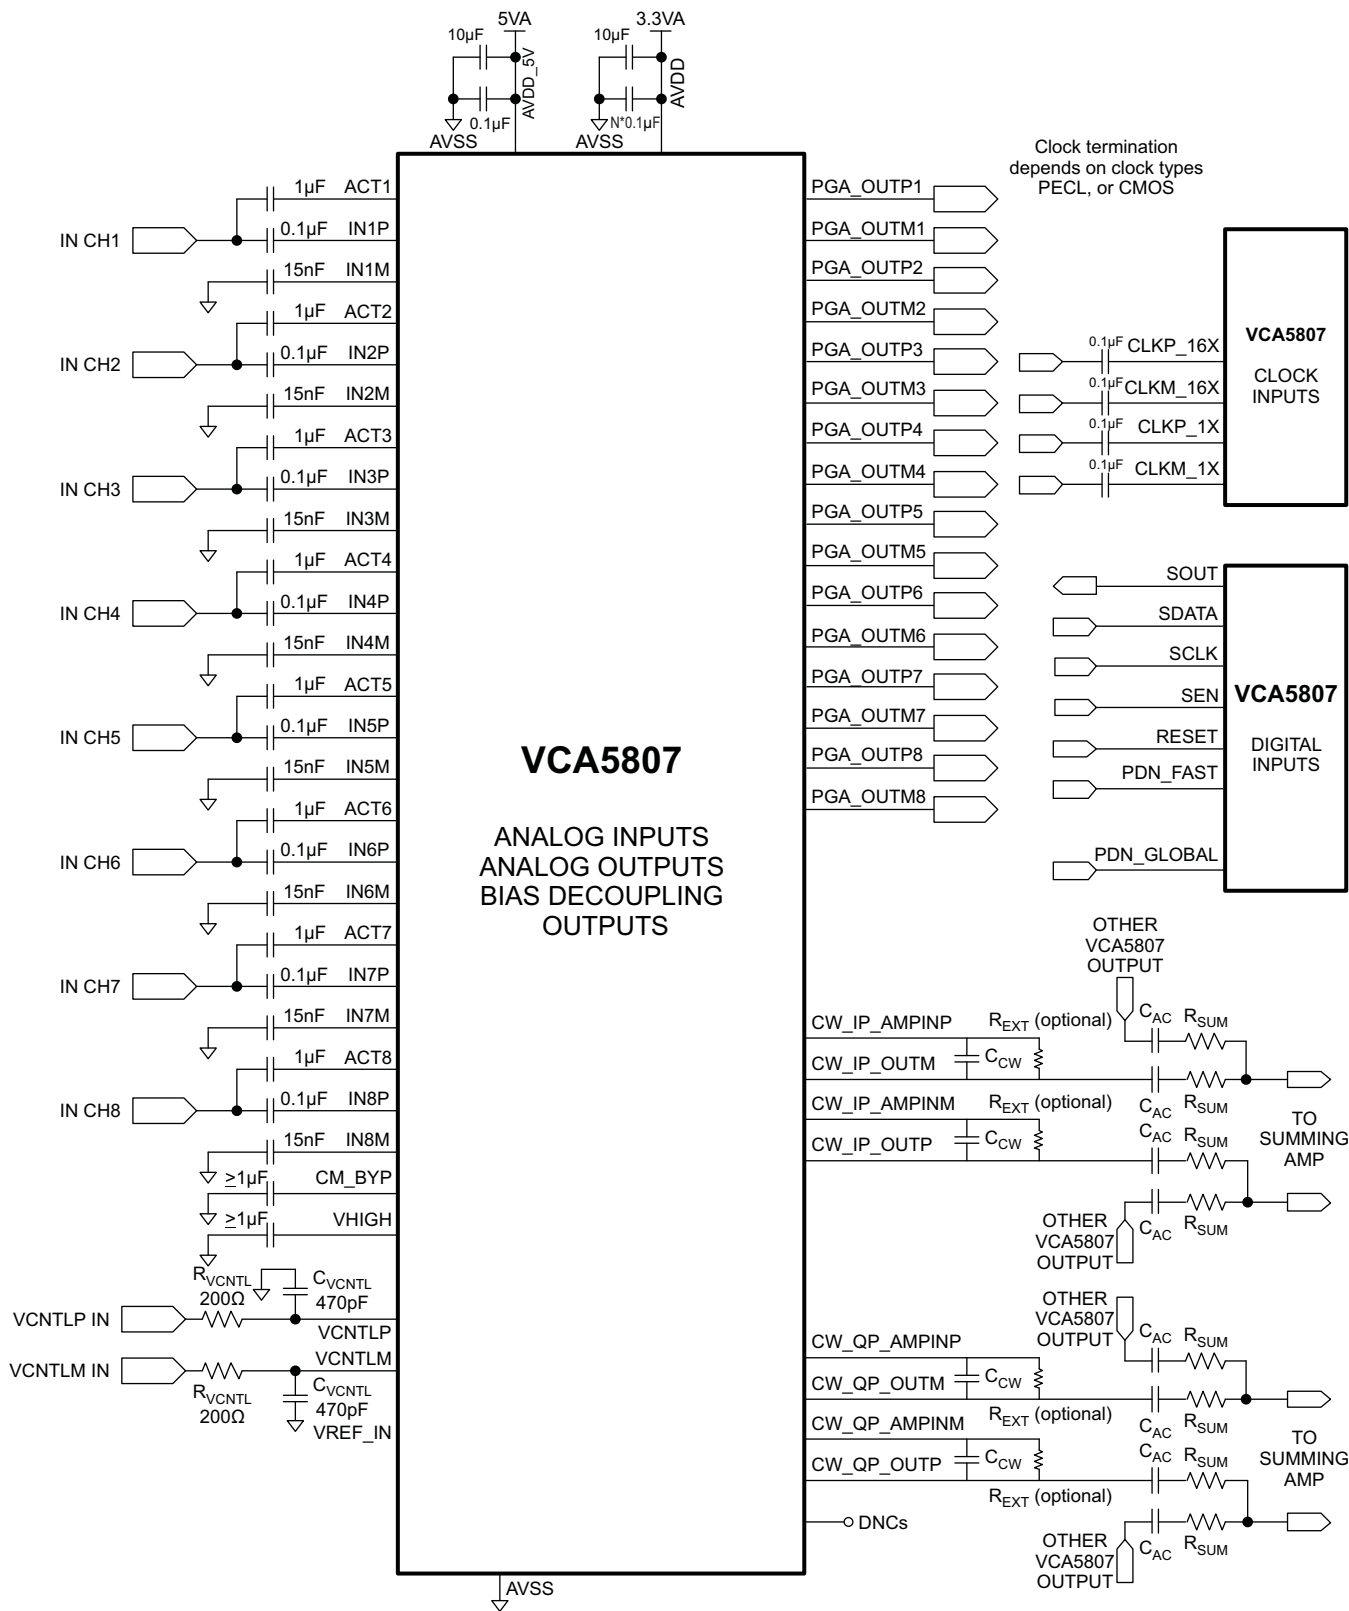 5VA
10µF
AVDD_5V
0.1µF
AVSS
3.3VA
10µF
AVDD
N*0.1µF
AVSS
1µF ACT1
IN CH1
0.1µF IN1P
15nF IN1M
1µF ACT2
IN CH2
0.1µF IN2P
15nF IN2M
1µF ACT3
IN CH3
0.1µF IN3P
15nF IN3M
1µF ACT4
IN CH4
0.1µF IN4P
15nF IN4M
1µF ACT5
IN CH5
0.1µF IN5P
15nF IN5M
1µF ACT6
IN CH6
0.1µF IN6P
15nF IN6M
1µF ACT7
IN CH7
0.1µF IN7P
15nF IN7M
1µF ACT8
IN CH8
0.1µF IN8P
15nF IN8M
≥1µF CM_BYP
≥1µF VHIGH
RVCNTL
200Ω
CVCNTL
470pF
VCNTLP IN
VCNTLP
VCNTLM IN
VCNTLM
RVCNTL
200Ω
CVCNTL
470pF
VREF_IN
VCA5807
ANALOG INPUTS
ANALOG OUTPUTS
BIAS DECOUPLING
OUTPUTS
AVSS
PGA_OUTP1
PGA_OUTM1
PGA_OUTP2
PGA_OUTM2
PGA_OUTP3
PGA_OUTM3
PGA_OUTP4
PGA_OUTM4
PGA_OUTP5
PGA_OUTM5
PGA_OUTP6
PGA_OUTM6
PGA_OUTP7
PGA_OUTM7
PGA_OUTP8
PGA_OUTM8
Clock termination
depends on clock types
PECL, or CMOS
0.1µF CLKP_16X
0.1µF CLKM_16X
0.1µF CLKP_1X
0.1µF CLKM_1X
VCA5807
CLOCK
INPUTS
SOUT
SDATA
SCLK
SEN
RESET
PDN_FAST
PDN_GLOBAL
VCA5807
DIGITAL
INPUTS
OTHER
VCA5807
OUTPUT
CAC RSUM
CW_IP_AMPINP
REXT (optional)
CW_IP_OUTM
CCW
CAC RSUM
CW_IP_AMPINM
REXT (optional)
CAC RSUM
CW_IP_OUTP
CCW
TO
SUMMING
AMP
OTHER
VCA5807
OUTPUT
CAC RSUM
OTHER
VCA5807
OUTPUT
CAC RSUM
CW_QP_AMPINP
CW_QP_OUTM
CCW
REXT (optional)
CAC RSUM
CW_QP_AMPINM
CAC RSUM
CW_QP_OUTP
CCW
REXT (optional)
TO
SUMMING
AMP
DNCs
OTHER
VCA5807
OUTPUT
CAC RSUM